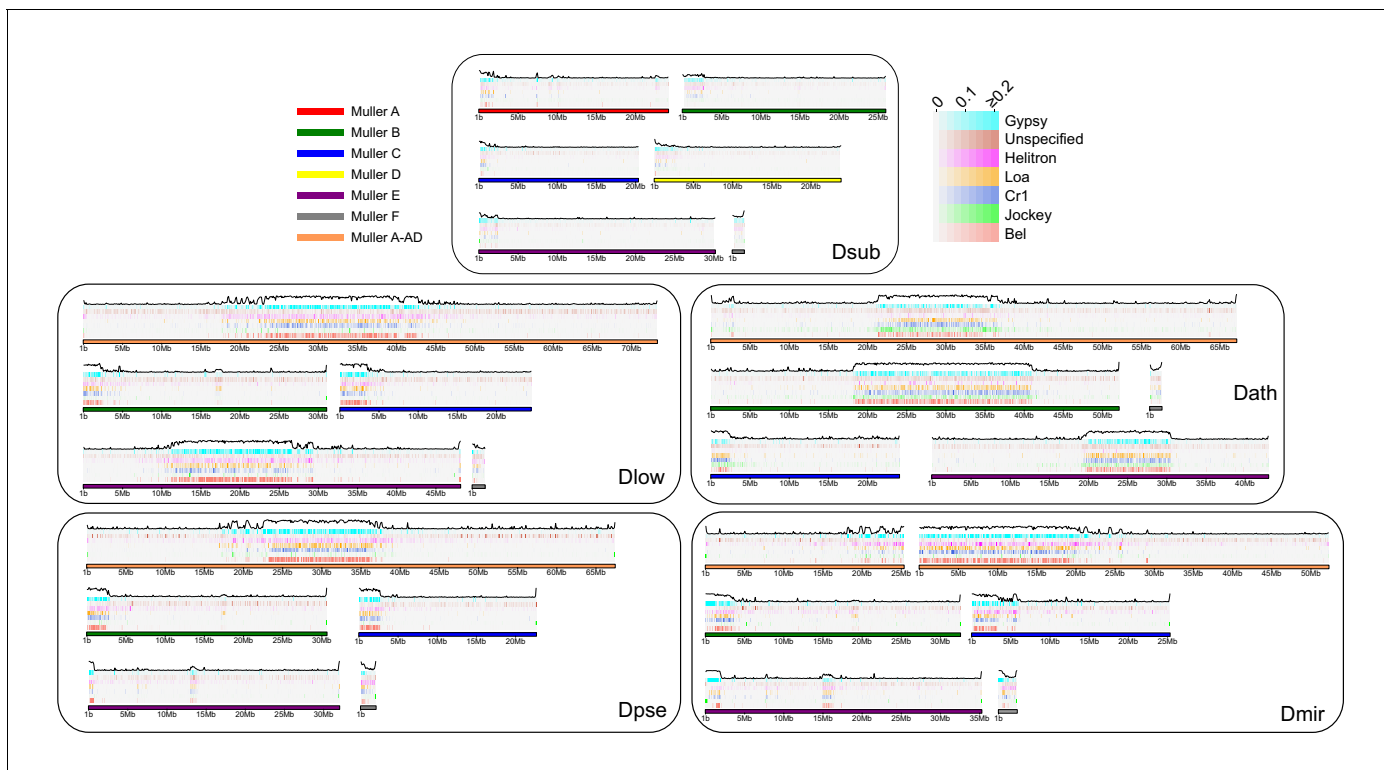 Muller A
Muller B
Muller C
Muller D
Muller E
Muller F
Muller A-AD
1b 5Mb 10Mb 15Mb 20Mb 1b 5Mb 10Mb 15Mb 20Mb 25Mb
1b 5Mb 10Mb 15Mb 20Mb 1b 5Mb 10Mb 15Mb 20Mb
1b 5Mb 10Mb 15Mb 20Mb 25Mb 30Mb 1b
Dsub
0 0.1 ≥0.2
Gypsy
Unspecified
Helitron
Loa
Cr1
Jockey
Bel
1b 5Mb 10Mb 15Mb 20Mb 25Mb 30Mb 35Mb 40Mb 45Mb 50Mb 55Mb 60Mb 65Mb 70Mb
1b 5Mb 10Mb 15Mb 20Mb 25Mb 30Mb 1b 5Mb 10Mb 15Mb 20Mb
1b 5Mb 10Mb 15Mb 20Mb 25Mb 30Mb 35Mb 40Mb 45Mb 1b
Dlow
1b 5Mb 10Mb 15Mb 20Mb 25Mb 30Mb 35Mb 40Mb 45Mb 50Mb 55Mb 60Mb 65Mb
1b 5Mb 10Mb 15Mb 20Mb 25Mb 30Mb 35Mb 40Mb 45Mb 50Mb 1b
Dath
1b 5Mb 10Mb 15Mb 20Mb 1b 5Mb 10Mb 15Mb 20Mb 25Mb 30Mb 35Mb 40Mb
1b 5Mb 10Mb 15Mb 20Mb 25Mb 30Mb 35Mb 40Mb 45Mb 50Mb 55Mb 60Mb 65Mb
1b 5Mb 10Mb 15Mb 20Mb 25Mb 30Mb 1b 5Mb 10Mb 15Mb 20Mb
1b 5Mb 10Mb 15Mb 20Mb 25Mb 30Mb 1b
Dpse
1b 5Mb 10Mb 15Mb 20Mb 25Mb 1b 5Mb 10Mb 15Mb 20Mb 25Mb 30Mb 35Mb 40Mb 45Mb 50Mb
1b 5Mb 10Mb 15Mb 20Mb 25Mb 30Mb 1b 5Mb 10Mb 15Mb 20Mb 25Mb
1b 5Mb 10Mb 15Mb 20Mb 25Mb 30Mb 35Mb 1b
Dmir